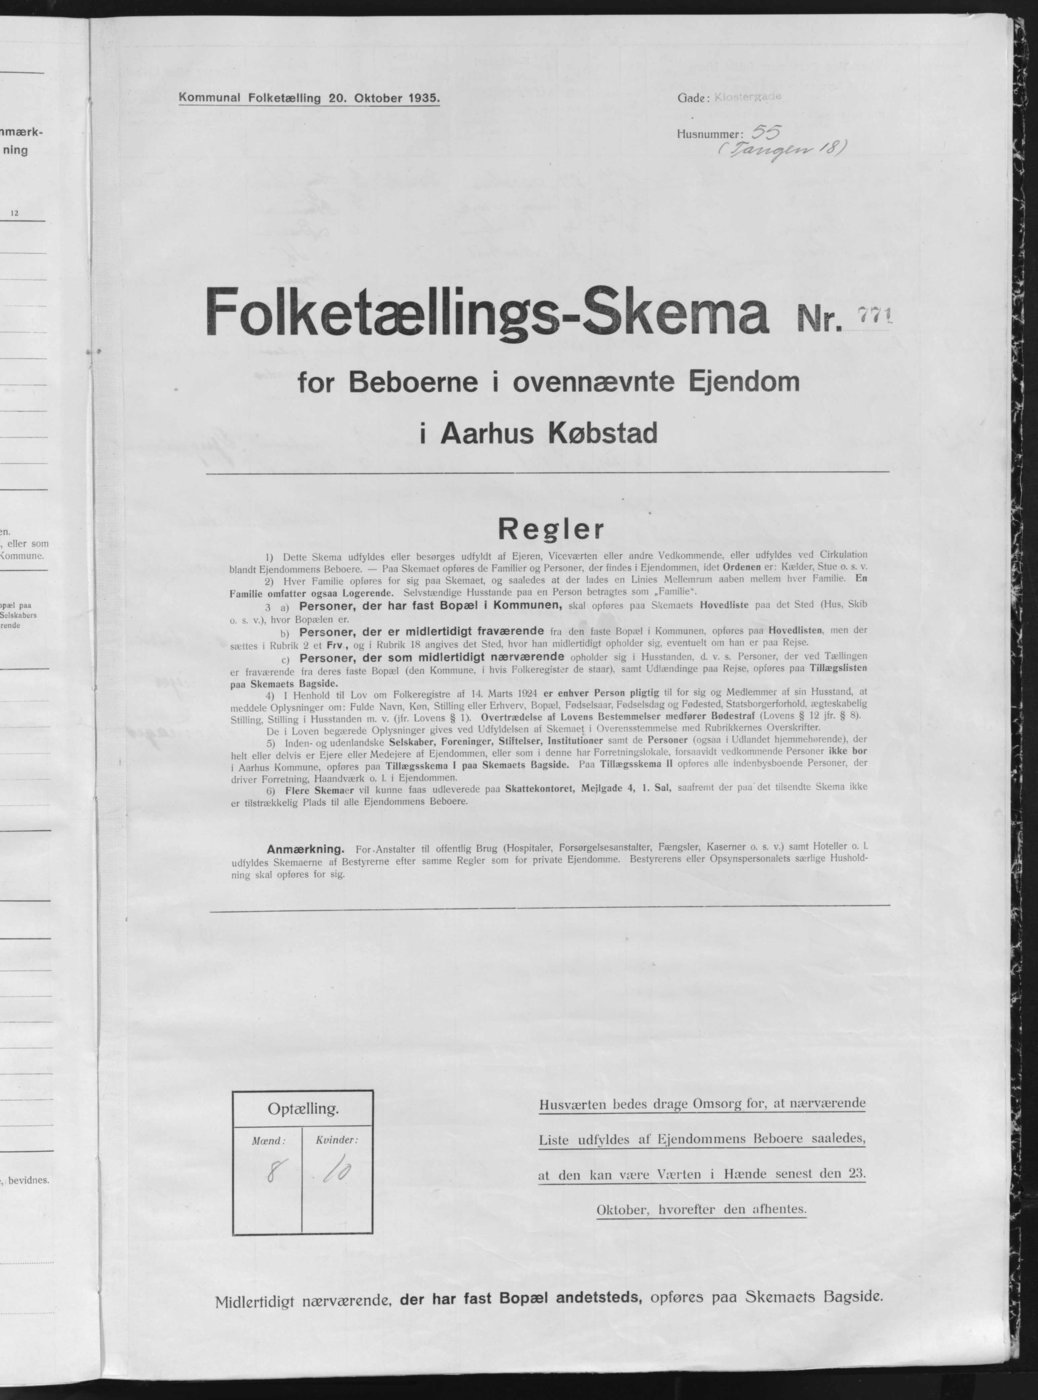 nmærk-
ning
12
en.
, eller som
Kommune.
opæl paa
Selskabers
rende
, bevidnes.
Kommunal Folketælling 20. Oktober 1935.
Gade: Klostergade
Husnummer: 55
(Tangen 18)
Folketællings-Skema Nr. 771
for Beboerne i ovennævnte Ejendom
i Aarhus Købstad
Regler
1) Dette Skema udfyldes eller besørges udfyldt af Ejeren, Viceværten eller andre Vedkommende, eller udfyldes ved Cirkulation
blandt Ejendommens Beboere. — Paa Skemaet opføres de Familier og Personer, der findes i Ejendommen, idet Ordenen er: Kælder, Stue o. s. v.
2) Hver Familie opføres for sig paa Skemaet, og saaledes at der lades en Linies Mellemrum aaben mellem hver Familie. En
Familie omfatter ogsaa Logerende. Selvstændige Husstande paa en Person betragtes som „Familie“.
3 a) Personer, der har fast Bopæl i Kommunen, skal opføres paa Skemaets Hovedliste paa det Sted (Hus, Skib
o. s. v.), hvor Bopælen er.
b) Personer, der er midlertidigt fraværende fra den faste Bopæl i Kommunen, opføres paa Hovedlisten, men der
sættes i Rubrik 2 et Frv., og i Rubrik 18 angives det Sted, hvor han midlertidigt opholder sig, eventuelt om han er paa Rejse.
c) Personer, der som midlertidigt nærværende opholder sig i Husstanden, d. v. s. Personer, der ved Tællingen
er fraværende fra deres faste Bopæl (den Kommune, i hvis Folkeregister de staar), samt Udlændinge paa Rejse, opføres paa Tillægslisten
paa Skemaets Bagside.
4) I Henhold til Lov om Folkeregistre af 14. Marts 1924 er enhver Person pligtig til for sig og Medlemmer af sin Husstand, at
meddele Oplysninger om: Fulde Navn, Køn, Stilling eller Erhverv, Bopæl, Fødselsaar, Fødselsdag og Fødested, Statsborgerforhold, ægteskabelig
Stilling, Stilling i Husstanden m. v. (jfr. Lovens § 1). Overtrædelse af Lovens Bestemmelser medfører Bødestraf (Lovens § 12 jfr. § 8).
De i Loven begærede Oplysninger gives ved Udfyldelsen af Skemaet i Overensstemmelse med Rubrikkernes Overskrifter.
5) Inden- og udenlandske Selskaber, Foreninger, Stiftelser, Institutioner samt de Personer (ogsaa i Udlandet hjemmehørende), der
helt eller delvis er Ejere eller Medejere af Ejendommen, eller som i denne har Forretningslokale, forsaavidt vedkommende Personer ikke bor
i Aarhus Kommune, opføres paa Tillægsskema I paa Skemaets Bagside. Paa Tillægsskema II opføres alle indenbysboende Personer, der
driver Forretning, Haandværk o. l. i Ejendommen.
6) Flere Skemaer vil kunne faas udleverede paa Skattekontoret, Mejlgade 4, 1. Sal, saafremt der paa det tilsendte Skema ikke
er tilstrækkelig Plads til alle Ejendommens Beboere.
Anmærkning. For Anstalter til offentlig Brug (Hospitaler, Forsørgelsesanstalter, Fængsler, Kaserner o. s. v.) samt Hoteller o. l.
udfyldes Skemaerne af Bestyrerne efter samme Regler som for private Ejendomme. Bestyrerens eller Opsynspersonalets særlige Hushold-
ning skal opføres for sig.
Optælling.
Mænd: Kvinder:
8 10
Husværten bedes drage Omsorg for, at nærværende
Liste udfyldes af Ejendommens Beboere saaledes,
at den kan være Værten i Hænde senest den 23.
Oktober, hvorefter den afhentes.
Midlertidigt nærværende, der har fast Bopæl andetsteds, opføres paa Skemaets Bagside.